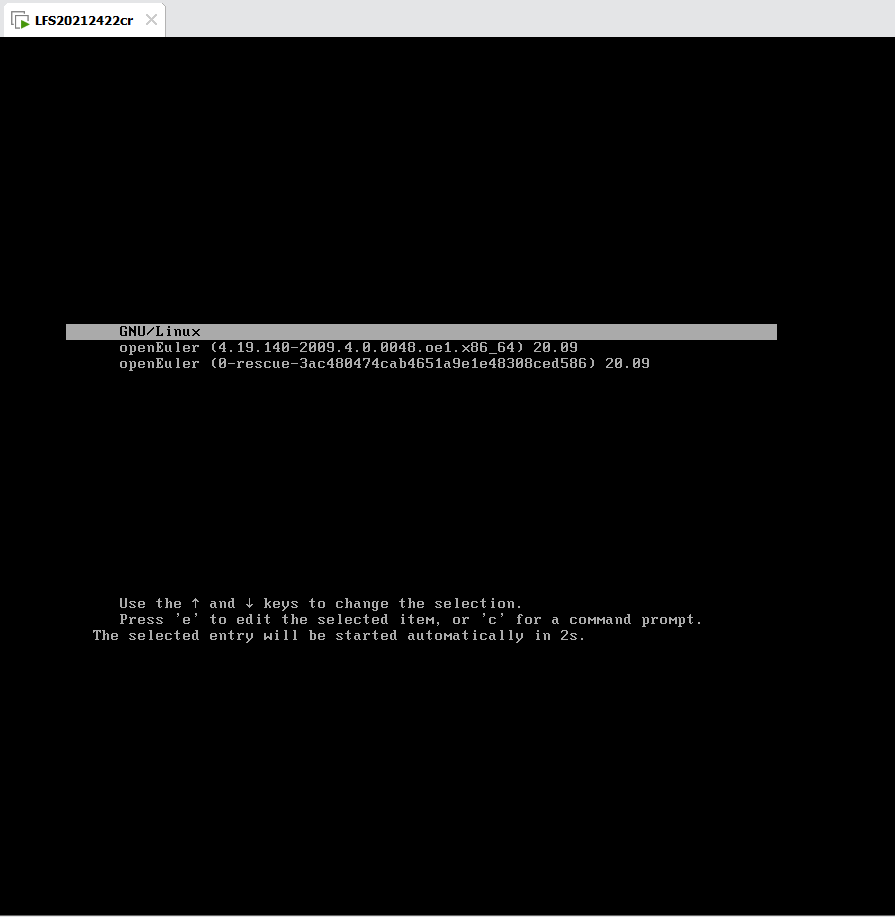 LFS20212422cr
GNU/Linux
openEuler (4.19.140-2009.4.0.0048.oe1.x86_64) 20.09
openEuler (0-rescue-3ac480474cab4651a9e1e48308ced586) 20.09
Use the ↑ and ↓ keys to change the selection.
Press 'e' to edit the selected item, or 'c' for a command prompt.
The selected entry will be started automatically in 2s.